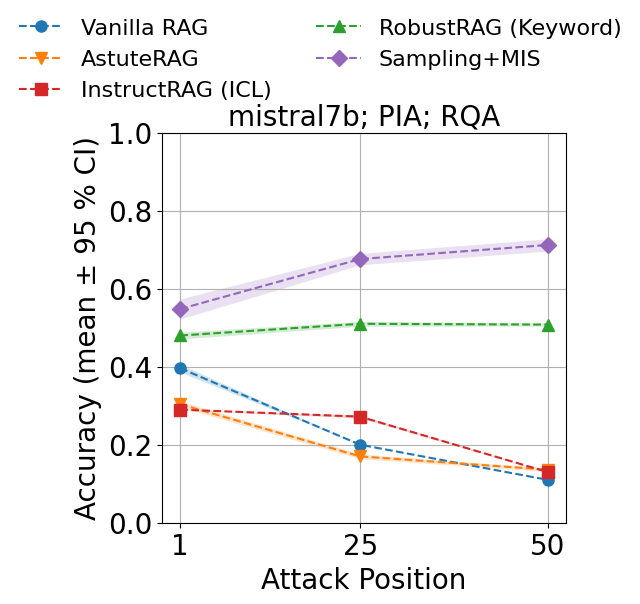 Vanilla RAG
AstuteRAG
InstructRAG (ICL)
RobustRAG (Keyword)
Sampling+MIS
mistral7b; PIA; RQA
Accuracy (mean ± 95 % CI)
1.0
0.8
0.6
0.4
0.2
0.0
1 25 50
Attack Position